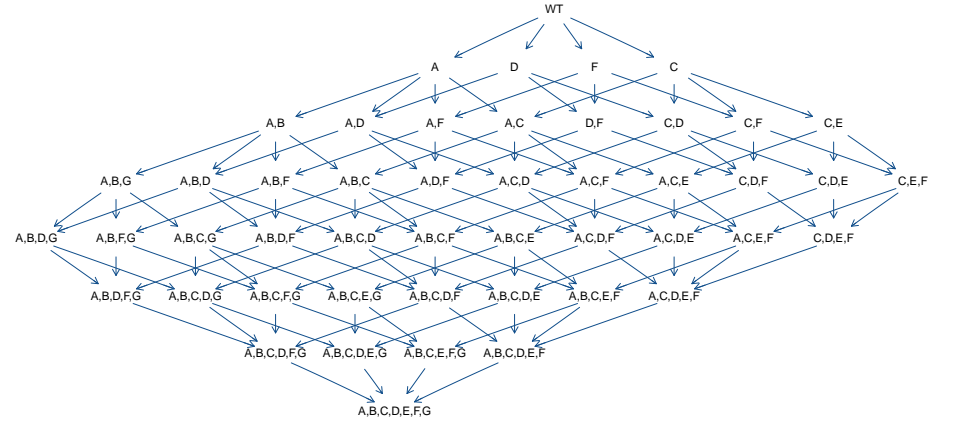 WT
A D F C
A,B A,D A,F A,C D,F C,D C,F C,E
A,B,G A,B,D A,B,F A,B,C A,D,F A,C,D A,C,F A,C,E C,D,F C,D,E C,E,F
A,B,D,G A,B,F,G A,B,C,G A,B,D,F A,B,C,D A,B,C,F A,B,C,E A,C,D,F A,C,D,E A,C,E,F C,D,E,F
A,B,D,F,G A,B,C,D,G A,B,C,F,G A,B,C,E,G A,B,C,D,F A,B,C,D,E A,B,C,E,F A,C,D,E,F
A,B,C,D,F,G A,B,C,D,E,G A,B,C,E,F,G A,B,C,D,E,F
A,B,C,D,E,F,G